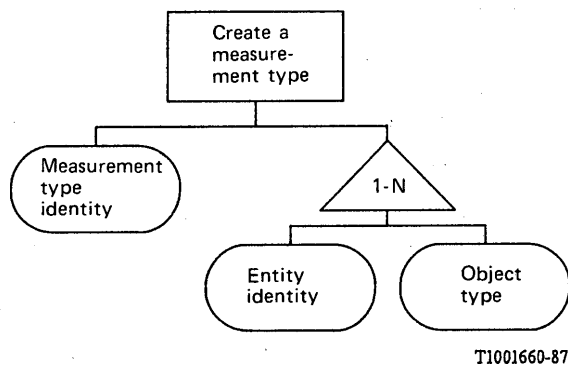 Create a
measure-
ment type
Measurement
type
identity
1-N
Entity
identity
Object
type
T1001660-87